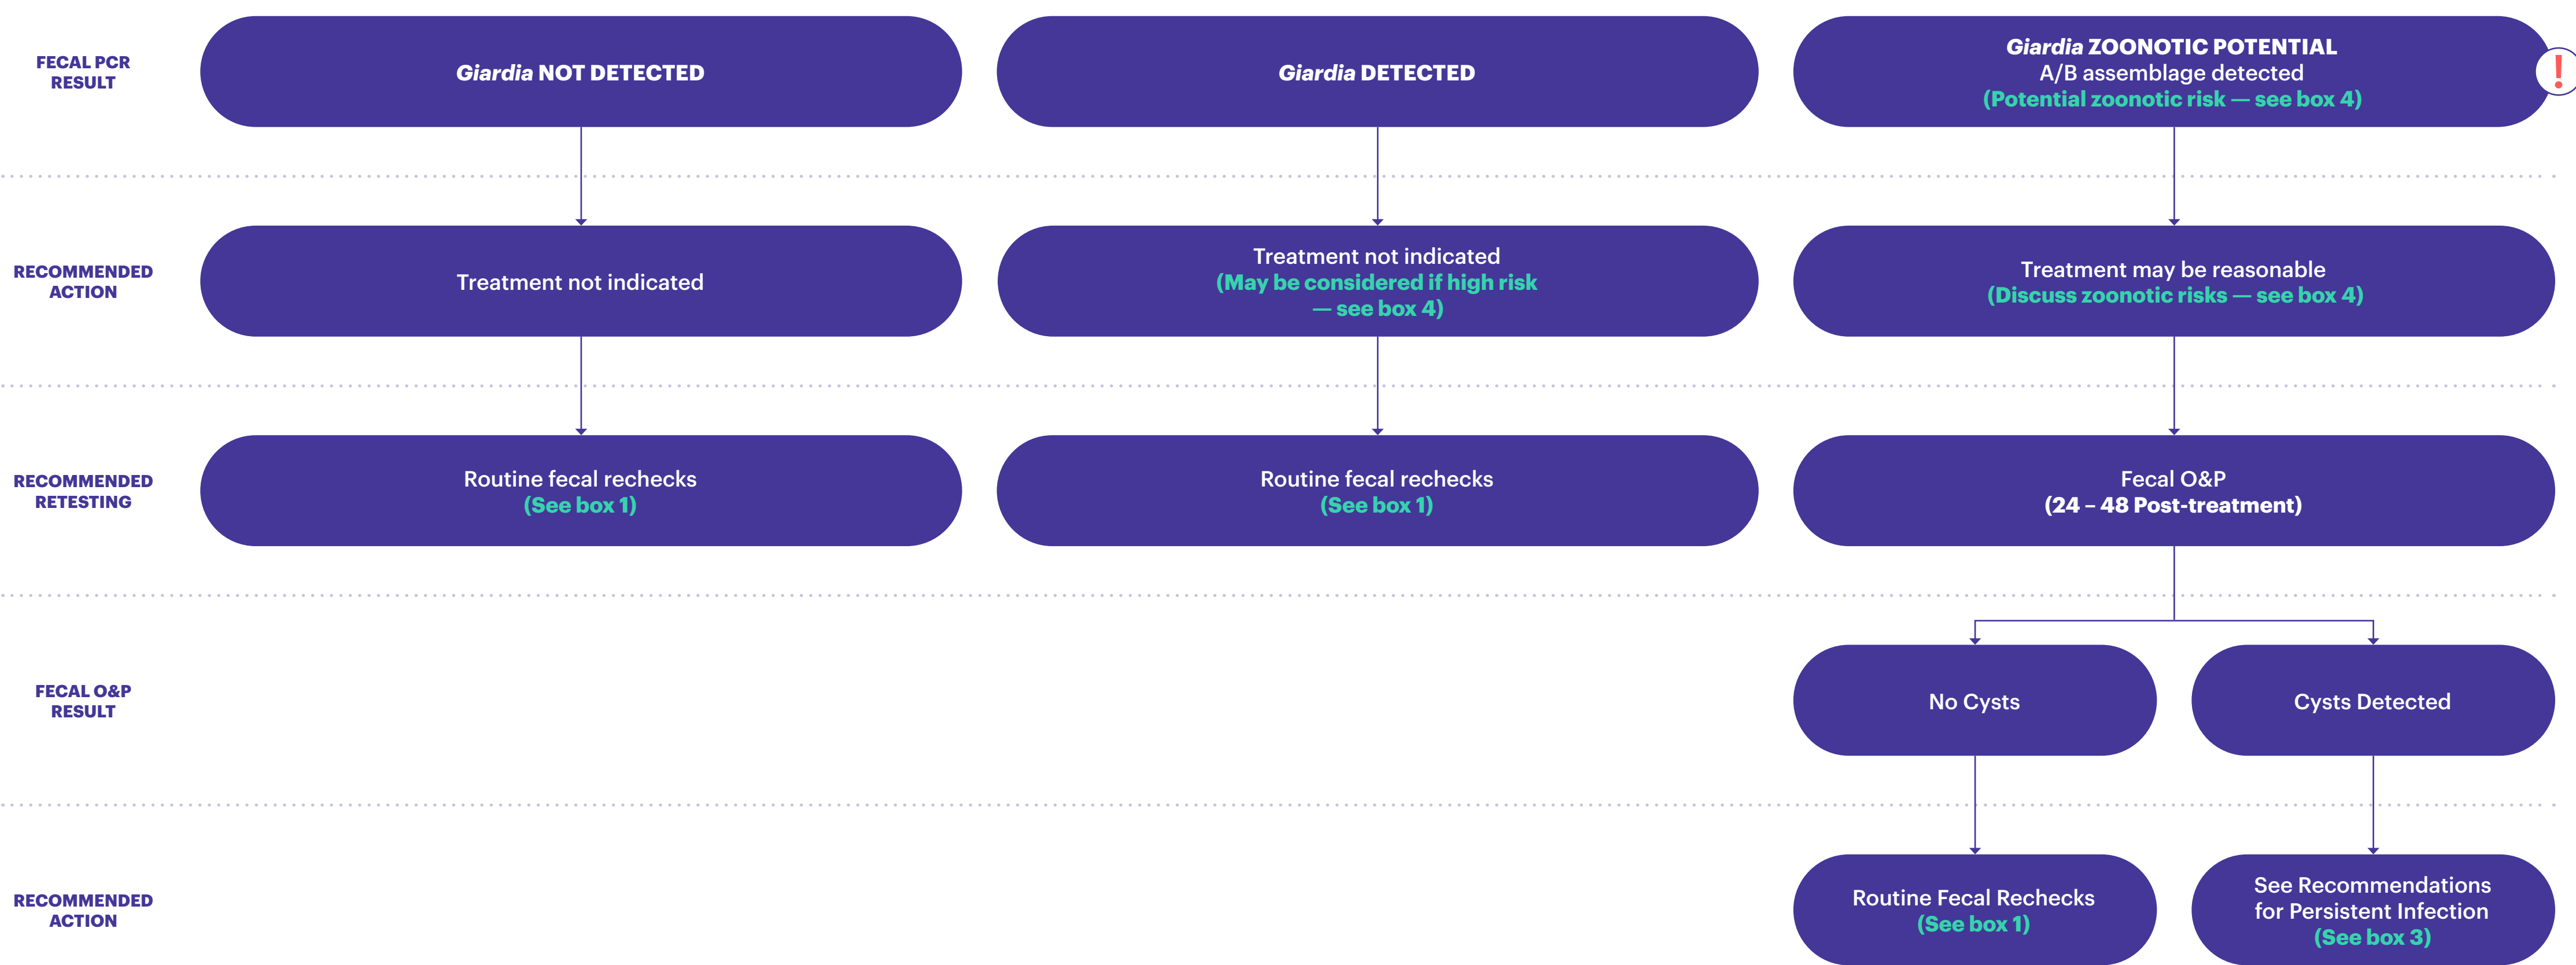 FECAL PCR
RESULT
Giardia NOT DETECTED
Giardia DETECTED
Giardia ZOONOTIC POTENTIAL
A/B assemblage detected
(Potential zoonotic risk — see box 4)
!
RECOMMENDED
ACTION
Treatment not indicated
Treatment not indicated
(May be considered if high risk
— see box 4)
Treatment may be reasonable
(Discuss zoonotic risks — see box 4)
RECOMMENDED
RETESTING
Routine fecal rechecks
(See box 1)
Routine fecal rechecks
(See box 1)
Fecal O&P
(24 – 48 Post-treatment)
FECAL O&P
RESULT
No Cysts
Cysts Detected
RECOMMENDED
ACTION
Routine Fecal Rechecks
(See box 1)
See Recommendations
for Persistent Infection
(See box 3)